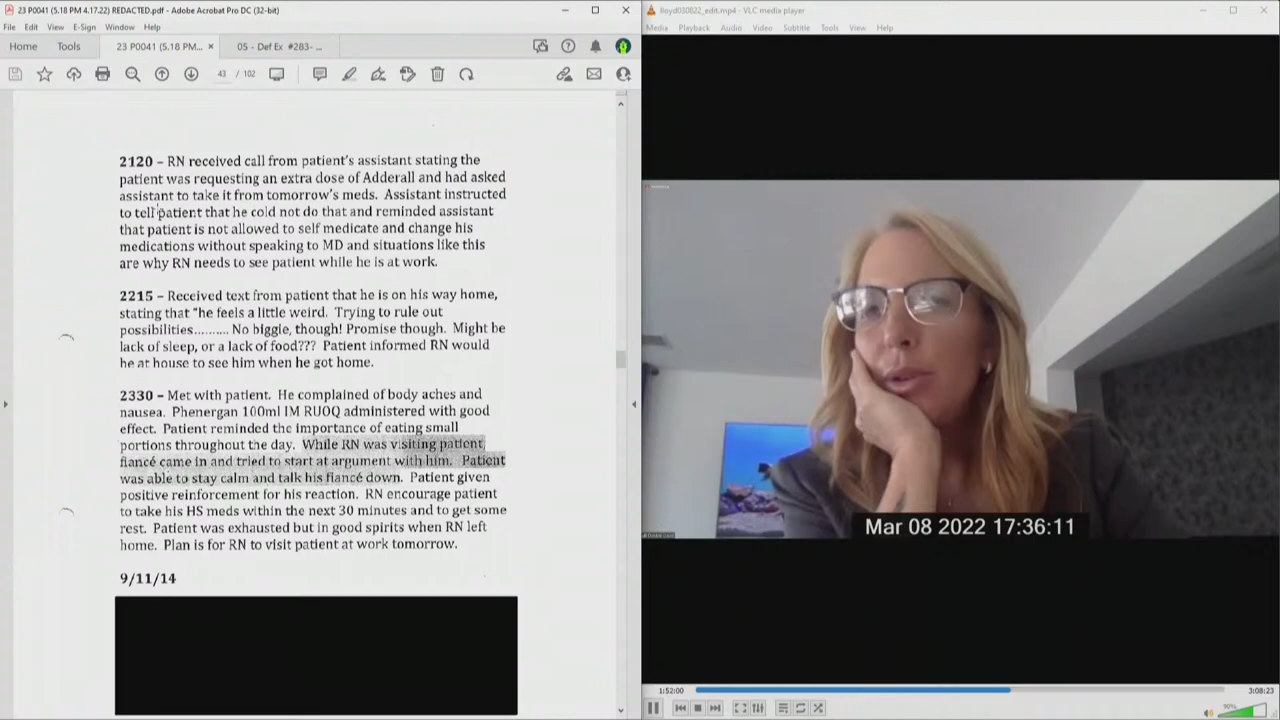 23 P0041 (5.18 PM 4.17.22) REDACTED.pdf - Adobe Acrobat Pro DC (32-bit)
File Edit View E-Sign Window Help
Home Tools 23 P0041 (5.18 PM... × 05 - Def Ex #283- ...
43 / 102
2120 – RN received call from patient's assistant stating the
patient was requesting an extra dose of Adderall and had asked
assistant to take it from tomorrow's meds. Assistant instructed
to tell patient that he cold not do that and reminded assistant
that patient is not allowed to self medicate and change his
medications without speaking to MD and situations like this
are why RN needs to see patient while he is at work.
2215 – Received text from patient that he is on his way home,
stating that "he feels a little weird. Trying to rule out
possibilities.......... No biggie, though! Promise though. Might be
lack of sleep, or a lack of food??? Patient informed RN would
be at house to see him when he got home.
2330 – Met with patient. He complained of body aches and
nausea. Phenergan 100ml IM RUOQ administered with good
effect. Patient reminded the importance of eating small
portions throughout the day. While RN was visiting patient,
fiancé came in and tried to start at argument with him. Patient
was able to stay calm and talk his fiancé down. Patient given
positive reinforcement for his reaction. RN encourage patient
to take his HS meds within the next 30 minutes and to get some
rest. Patient was exhausted but in good spirits when RN left
home. Plan is for RN to visit patient at work tomorrow.
9/11/14
lloyd030822_edit.mp4 - VLC media player
Media Playback Audio Video Subtitle Tools View Help
Mar 08 2022 17:36:11
1:52:00
3:08:23
90%